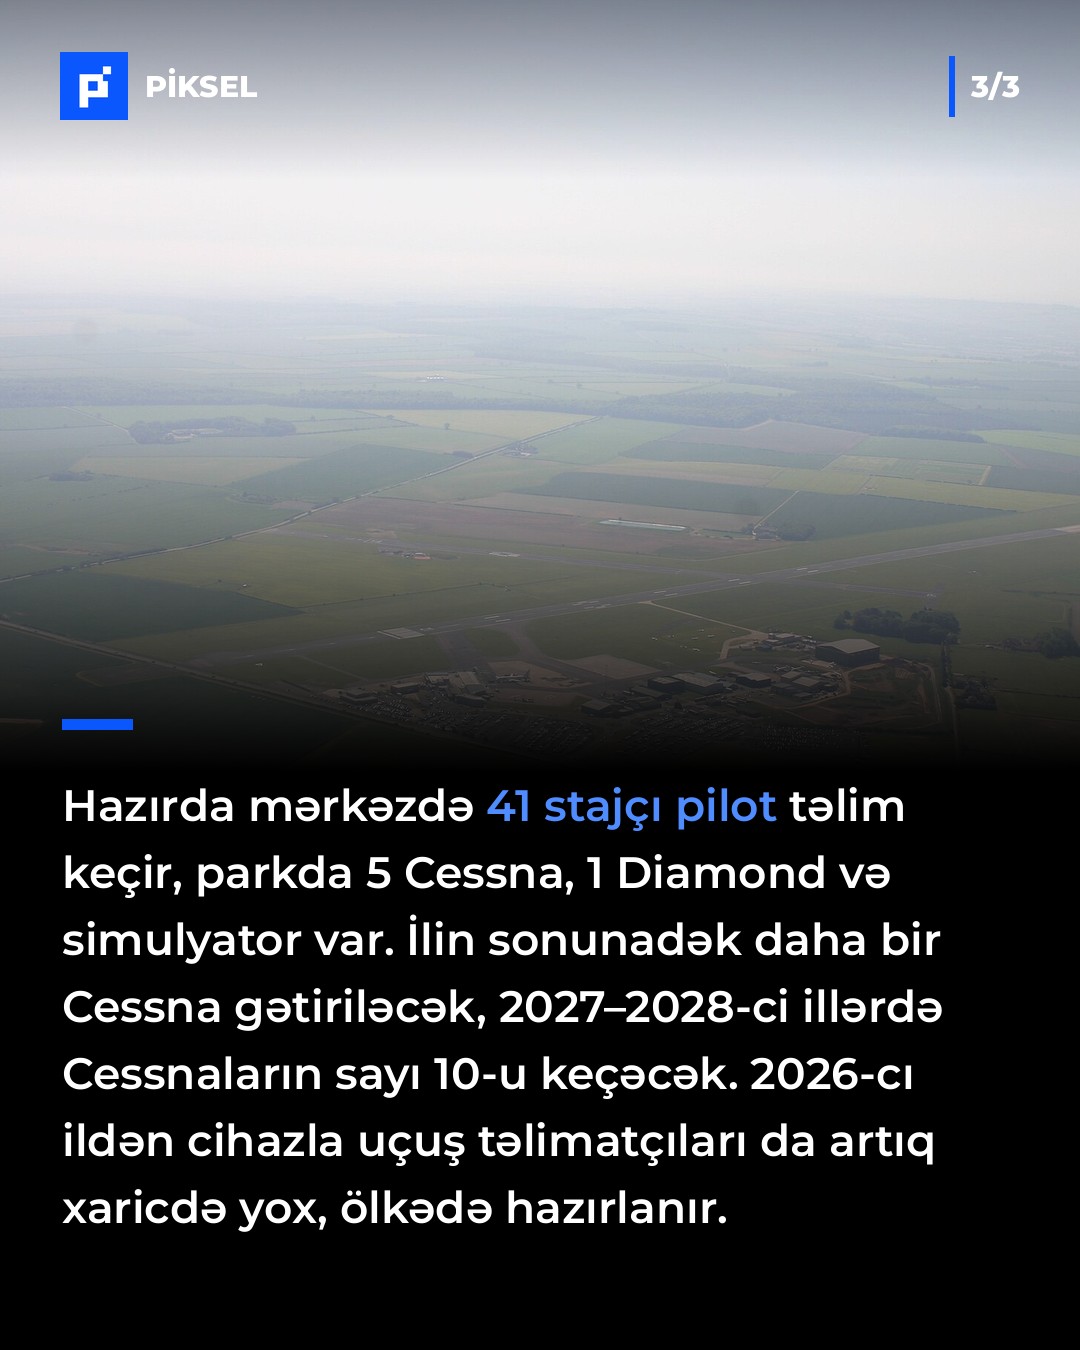 PİKSEL
3/3
Hazırda mərkəzdə 41 stajçı pilot təlim
keçir, parkda 5 Cessna, 1 Diamond və
simulyator var. İlin sonunadək daha bir
Cessna gətiriləcək, 2027–2028-ci illərdə
Cessnaların sayı 10-u keçəcək. 2026-cı
ildən cihazla uçuş təlimatçıları da artıq
xaricdə yox, ölkədə hazırlanır.